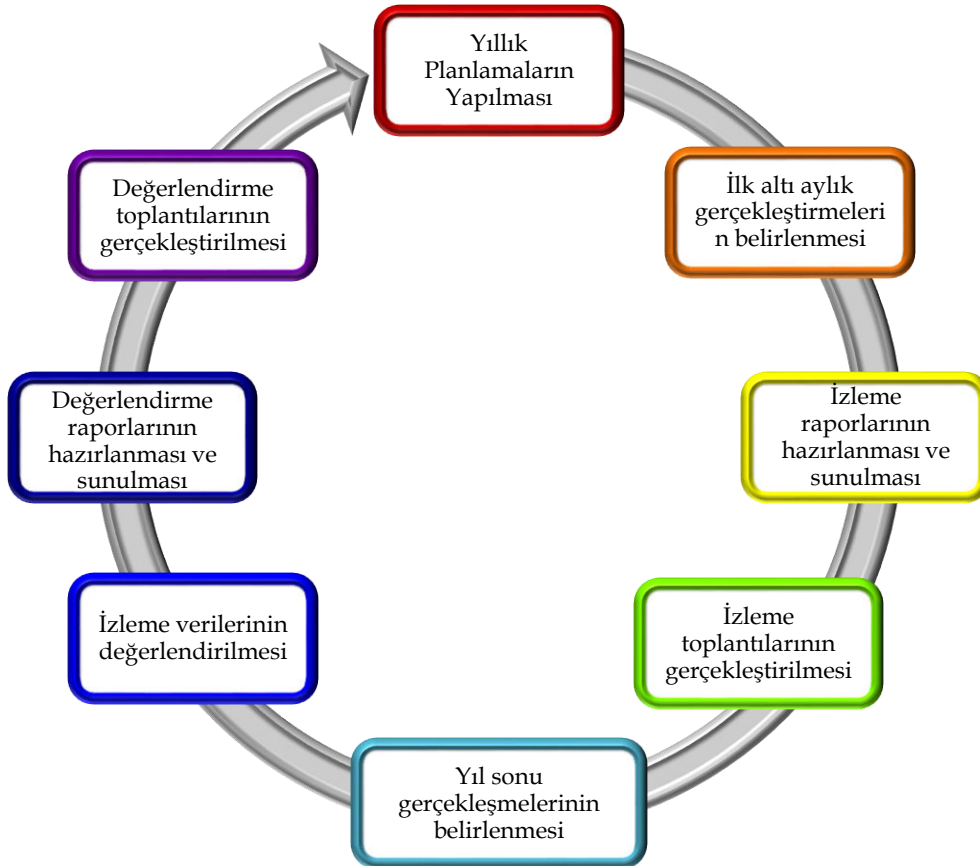 Yıllık
Planlamaların
Yapılması
İlk altı aylık
gerçekleştirmeleri
n belirlenmesi
İzleme
raporlarının
hazırlanması ve
sunulması
İzleme
toplantılarının
gerçekleştirilmesi
Yıl sonu
gerçekleşmelerinin
belirlenmesi
İzleme verilerinin
değerlendirilmesi
Değerlendirme
raporlarının
hazırlanması ve
sunulması
Değerlendirme
toplantılarının
gerçekleştirilmesi